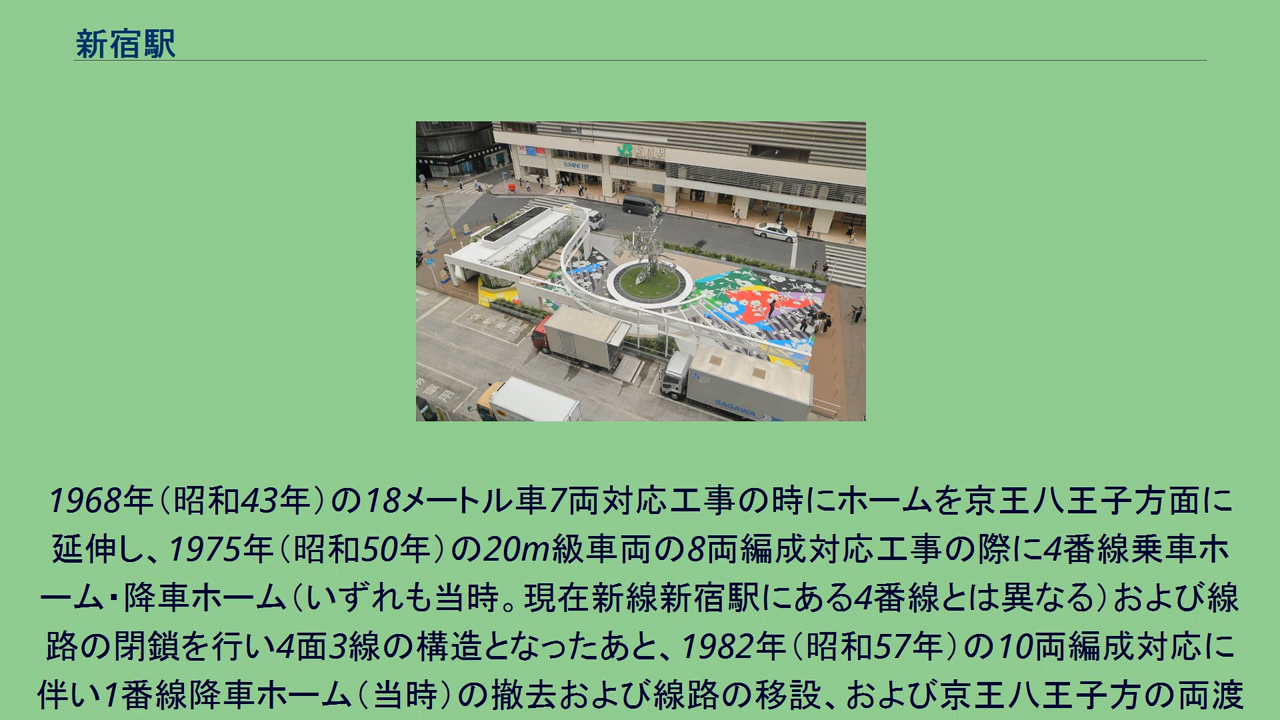 新宿駅
新宿駅
LUMINE EST
SAGAWA
1968年（昭和43年）の18メートル車7両対応工事の時にホームを京王八王子方面に
延伸し、1975年（昭和50年）の20m級車両の8両編成対応工事の際に4番線乗車ホ
ーム・降車ホーム（いずれも当時。現在新線新宿駅にある4番線とは異なる）および線
路の閉鎖を行い4面3線の構造となったあと、1982年（昭和57年）の10両編成対応に
伴い1番線降車ホーム（当時）の撤去および線路の移設、および京王八王子方の両渡